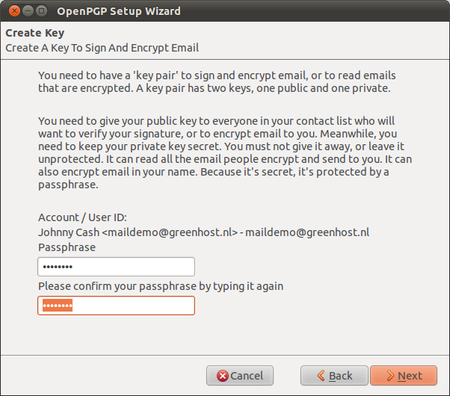 OpenPGP Setup Wizard
Create Key
Create A Key To Sign And Encrypt Email
You need to have a 'key pair' to sign and encrypt email, or to read emails
that are encrypted. A key pair has two keys, one public and one private.
You need to give your public key to everyone in your contact list who will
want to verify your signature, or to encrypt email to you. Meanwhile, you
need to keep your private key secret. You must not give it away, or leave it
unprotected. It can read all the email people encrypt and send to you. It can
also encrypt email in your name. Because it's secret, it's protected by a
passphrase.
Account / User ID:
Johnny Cash <maildemo@greenhost.nl> - maildemo@greenhost.nl
Passphrase
••••••••
Please confirm your passphrase by typing it again
••••••••
Cancel
Back
Next